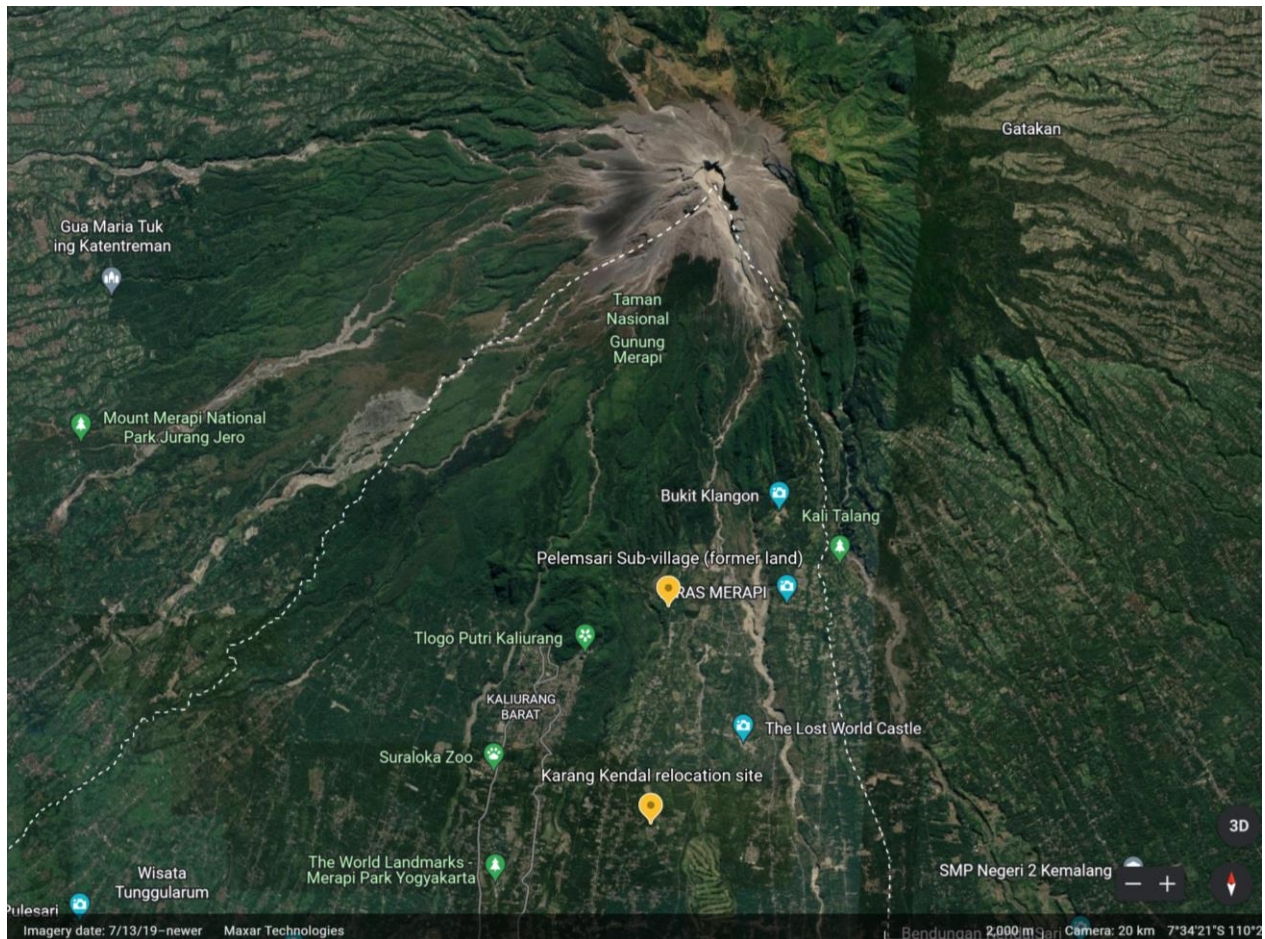 Gatakan
Gua Maria Tuk
ing Katentreman
Taman
Nasional
Gunung
Merapi
Mount Merapi National
Park Jurang Jero
Bukit Klangon
Kali Talang
Pelemsari Sub-village (former land)
RAS MERAPI
Tlogo Putri Kaliurang
KALIURANG
BARAT
The Lost World Castle
Suraloka Zoo
Karang Kendal relocation site
3D
The World Landmarks -
Merapi Park Yogyakarta
Wisata
Tunggularum
SMP Negeri 2 Kemalang
Pulesari
Imagery date: 7/13/19–newer Maxar Technologies 2,000 m Camera: 20 km 7°34'21"S 110°2